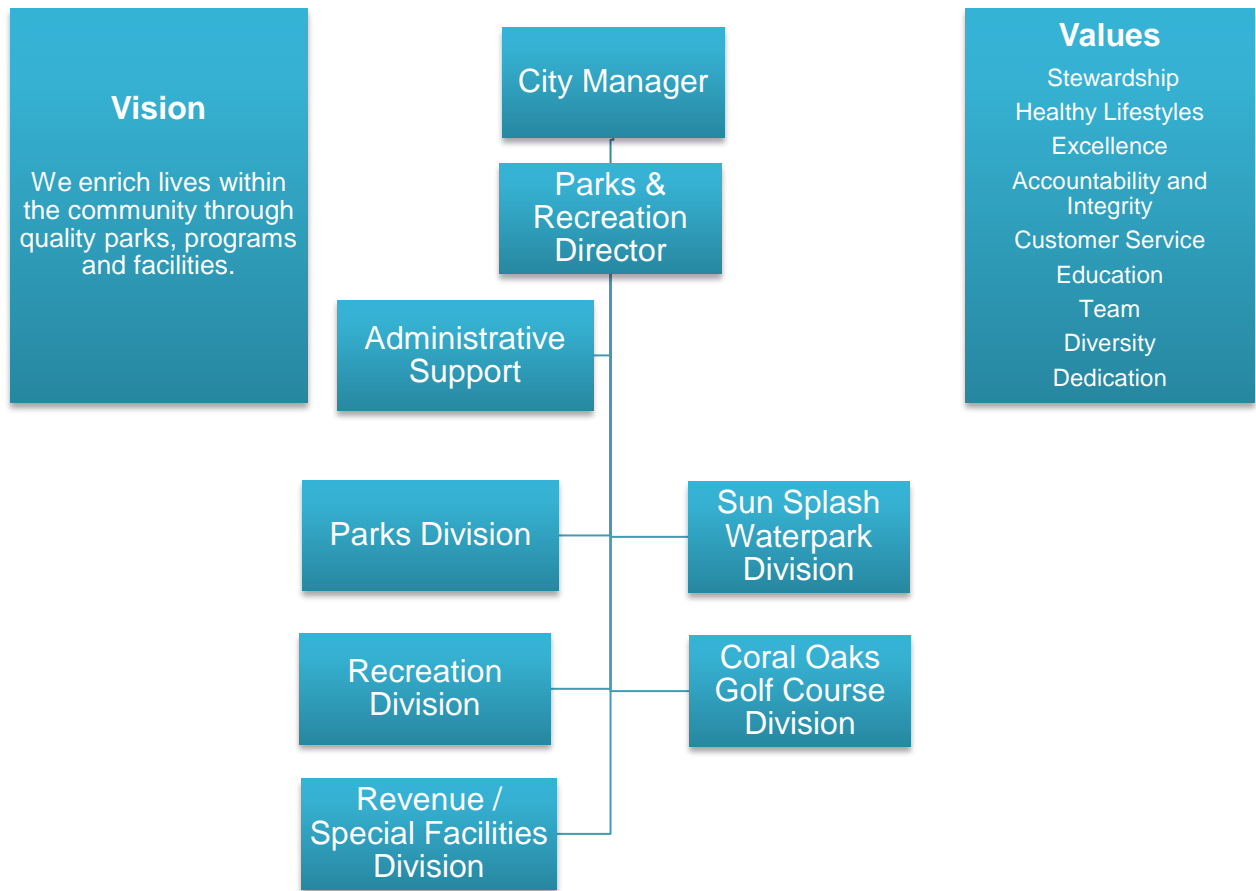 Vision
We enrich lives within
the community through
quality parks, programs
and facilities.
City Manager
Parks &
Recreation
Director
Administrative
Support
Parks Division
Sun Splash
Waterpark
Division
Recreation
Division
Coral Oaks
Golf Course
Division
Revenue /
Special Facilities
Division
Values
Stewardship
Healthy Lifestyles
Excellence
Accountability and
Integrity
Customer Service
Education
Team
Diversity
Dedication